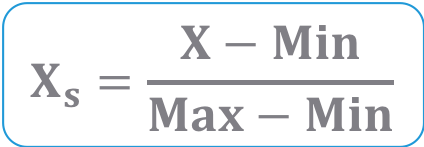 Xₛ = (X − Min) / (Max − Min)